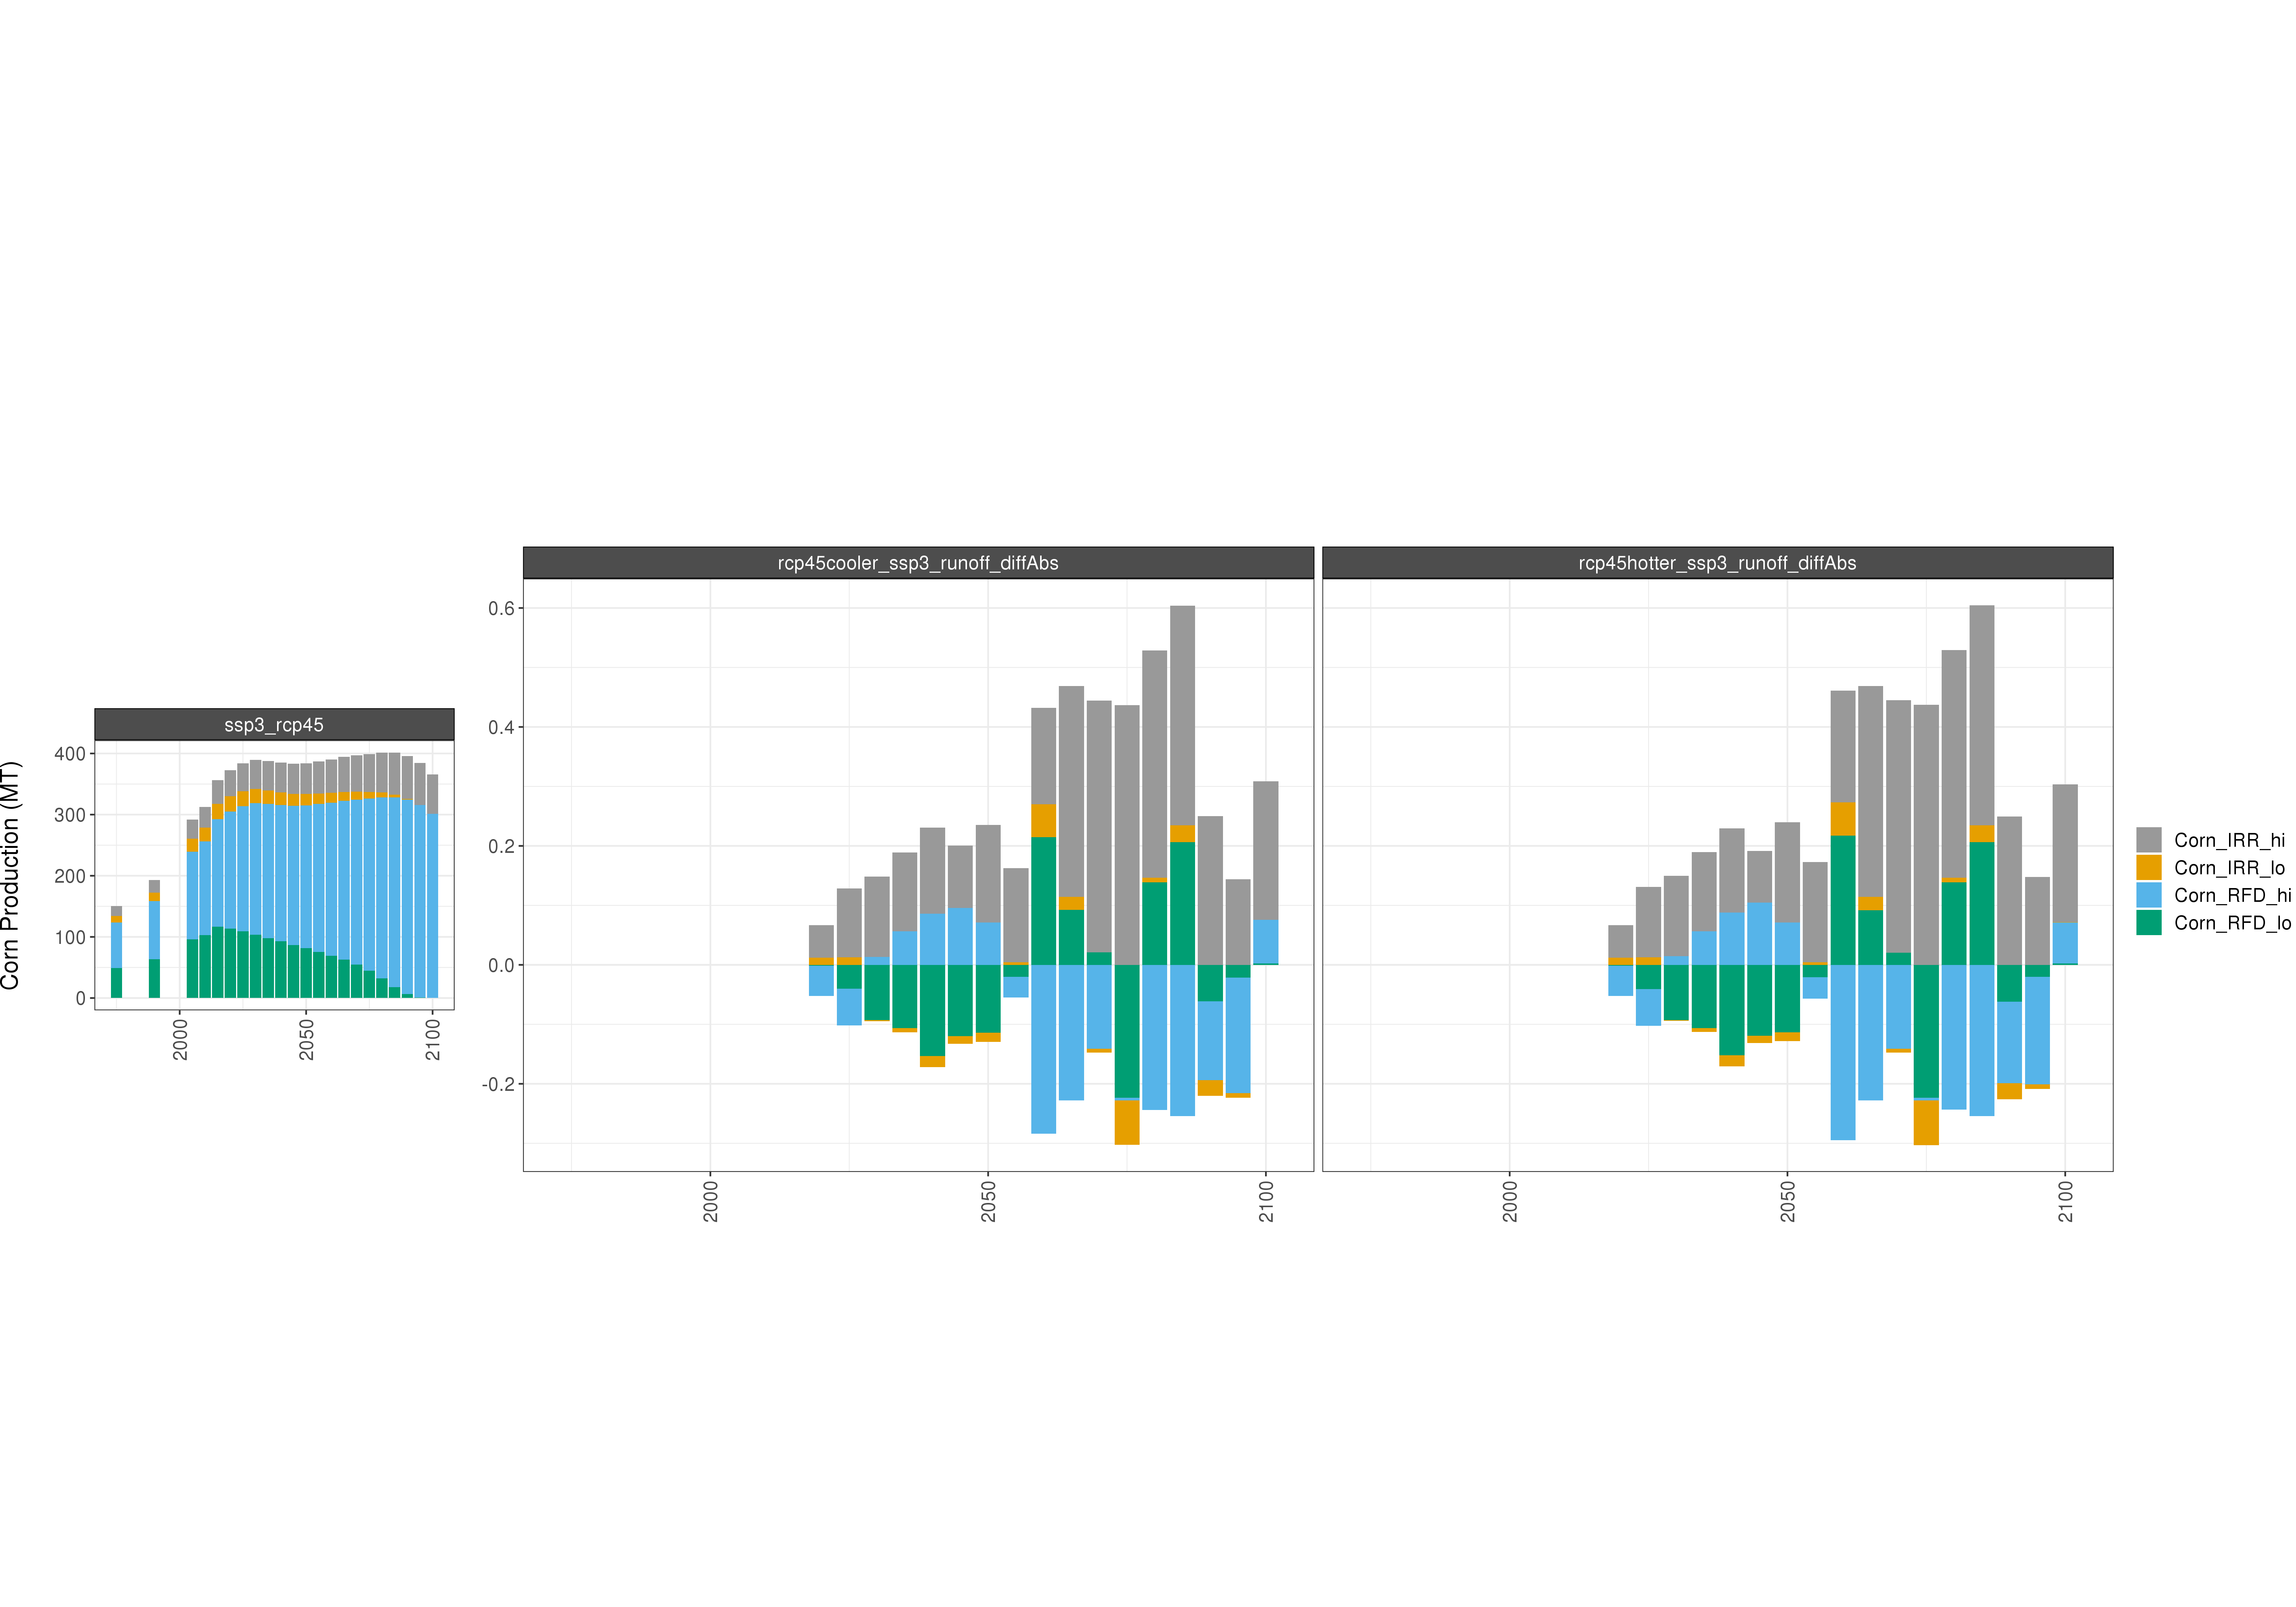 Corn Production (MT)
ssp3_rcp45
400
300
200
100
0
2000
2050
2100
rcp45cooler_ssp3_runoff_diffAbs
rcp45hotter_ssp3_runoff_diffAbs
0.6
0.4
0.2
0.0
-0.2
2000
2050
2100
2000
2050
2100
Corn_IRR_hi
Corn_IRR_lo
Corn_RFD_hi
Corn_RFD_lo